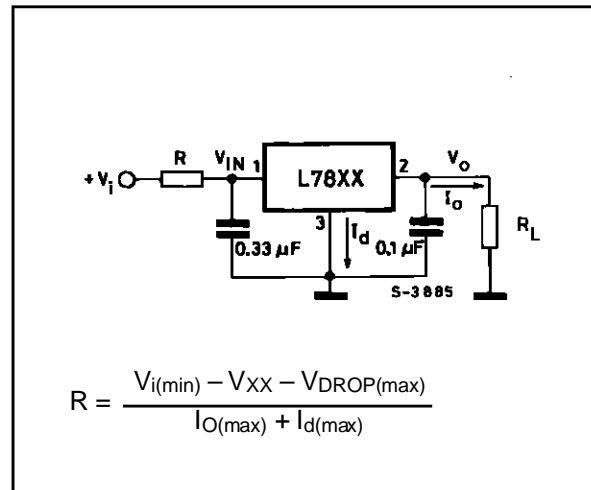 +Vi
R
VIN
1
L78XX
2
Vo
Io
3
Id
0.33 µF
0.1 µF
RL
S-3885
R = Vi(min) – VXX – VDROP(max)
IO(max) + Id(max)